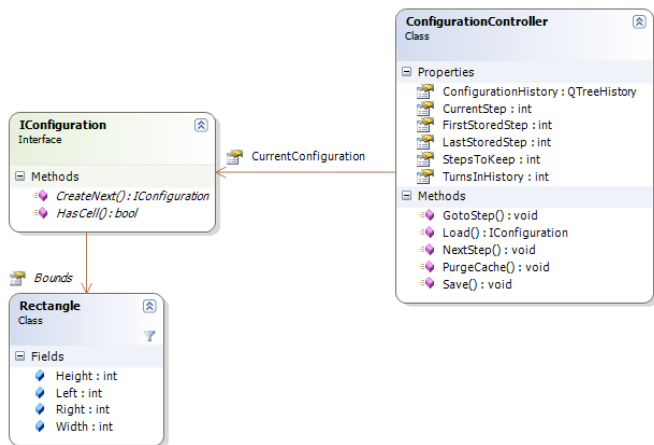 ConfigurationController
Class
Properties
ConfigurationHistory : QTreeHistory
CurrentStep : int
FirstStoredStep : int
LastStoredStep : int
StepsToKeep : int
TurnsInHistory : int
Methods
GotoStep() : void
Load() : IConfiguration
NextStep() : void
PurgeCache() : void
Save() : void
CurrentConfiguration
IConfiguration
Interface
Methods
CreateNext() : IConfiguration
HasCell() : bool
Bounds
Rectangle
Class
Fields
Height : int
Left : int
Right : int
Width : int